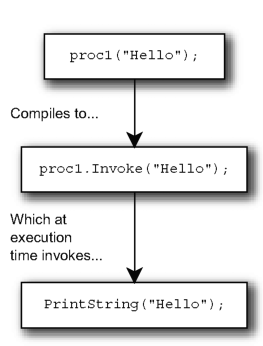 proc1("Hello");
Compiles to...
proc1.Invoke("Hello");
Which at
execution
time invokes...
PrintString("Hello");